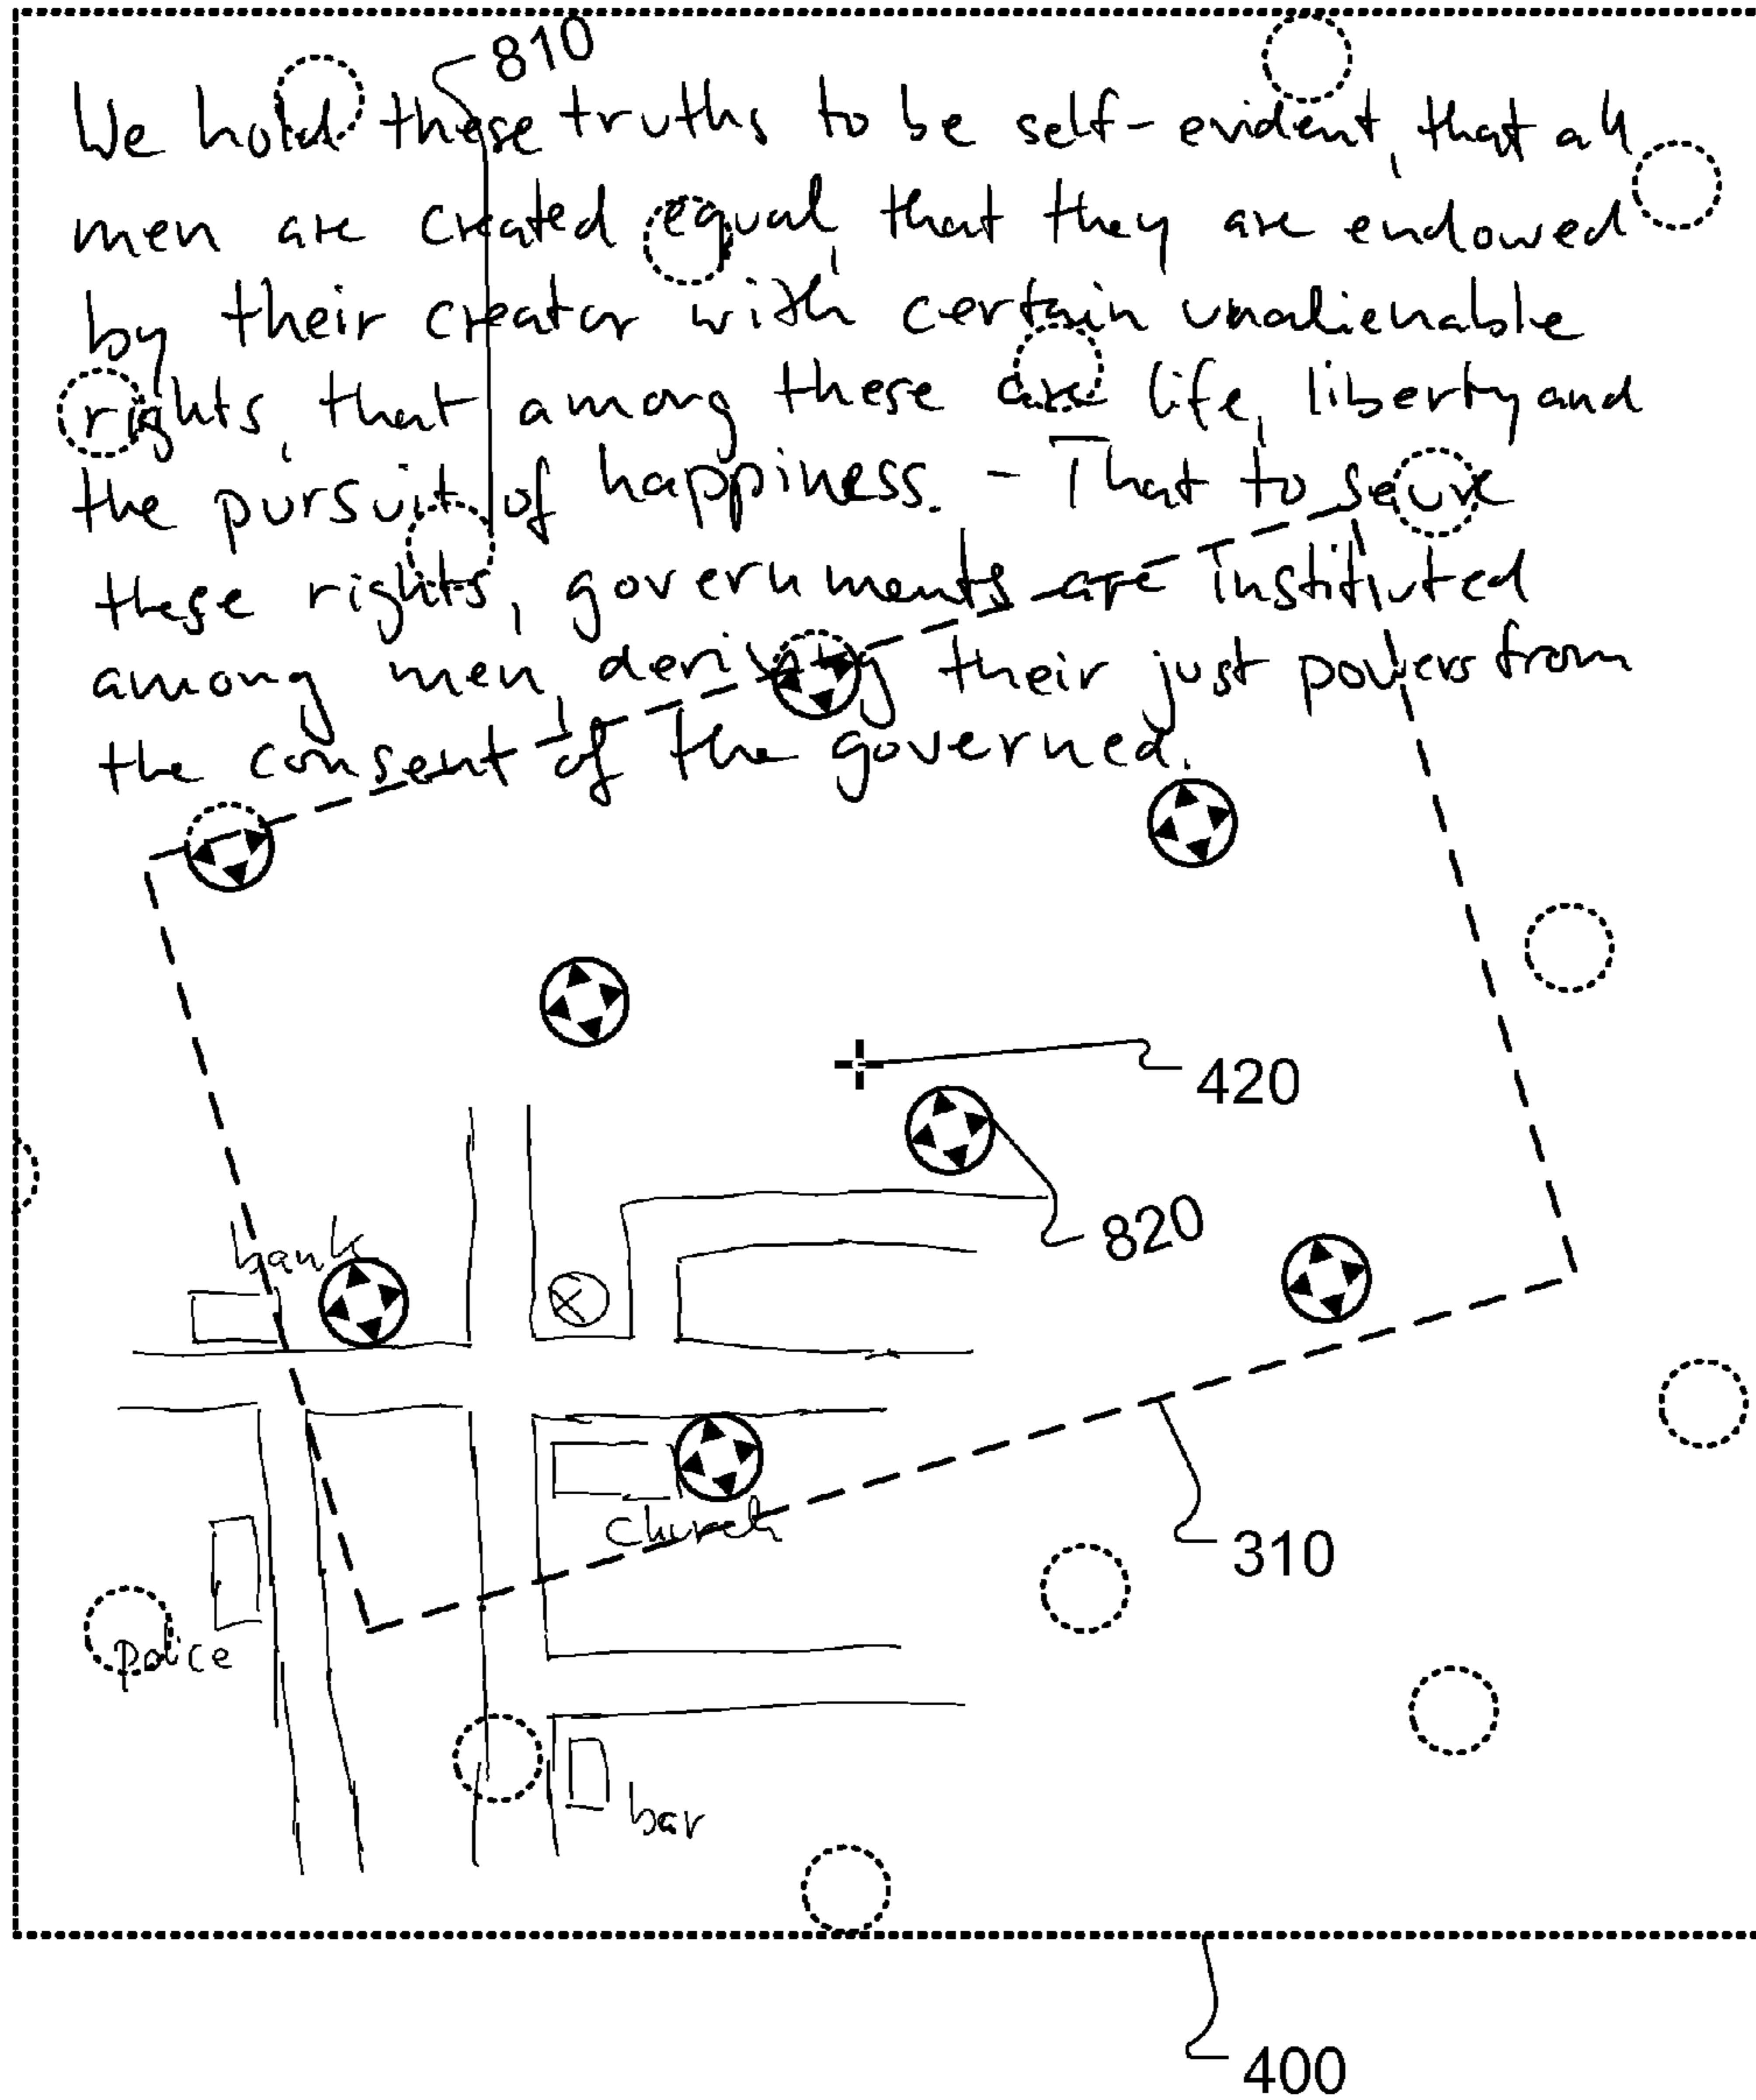 810
We hold these truths to be self-evident, that all
men are created equal, that they are endowed
by their creator with certain unalienable
rights, that among these are life, liberty and
the pursuit of happiness. - That to secure
these rights, governments are instituted
among men, deriving their just powers from
the consent of the governed.
420
820
bank
310
church
police
bar
400